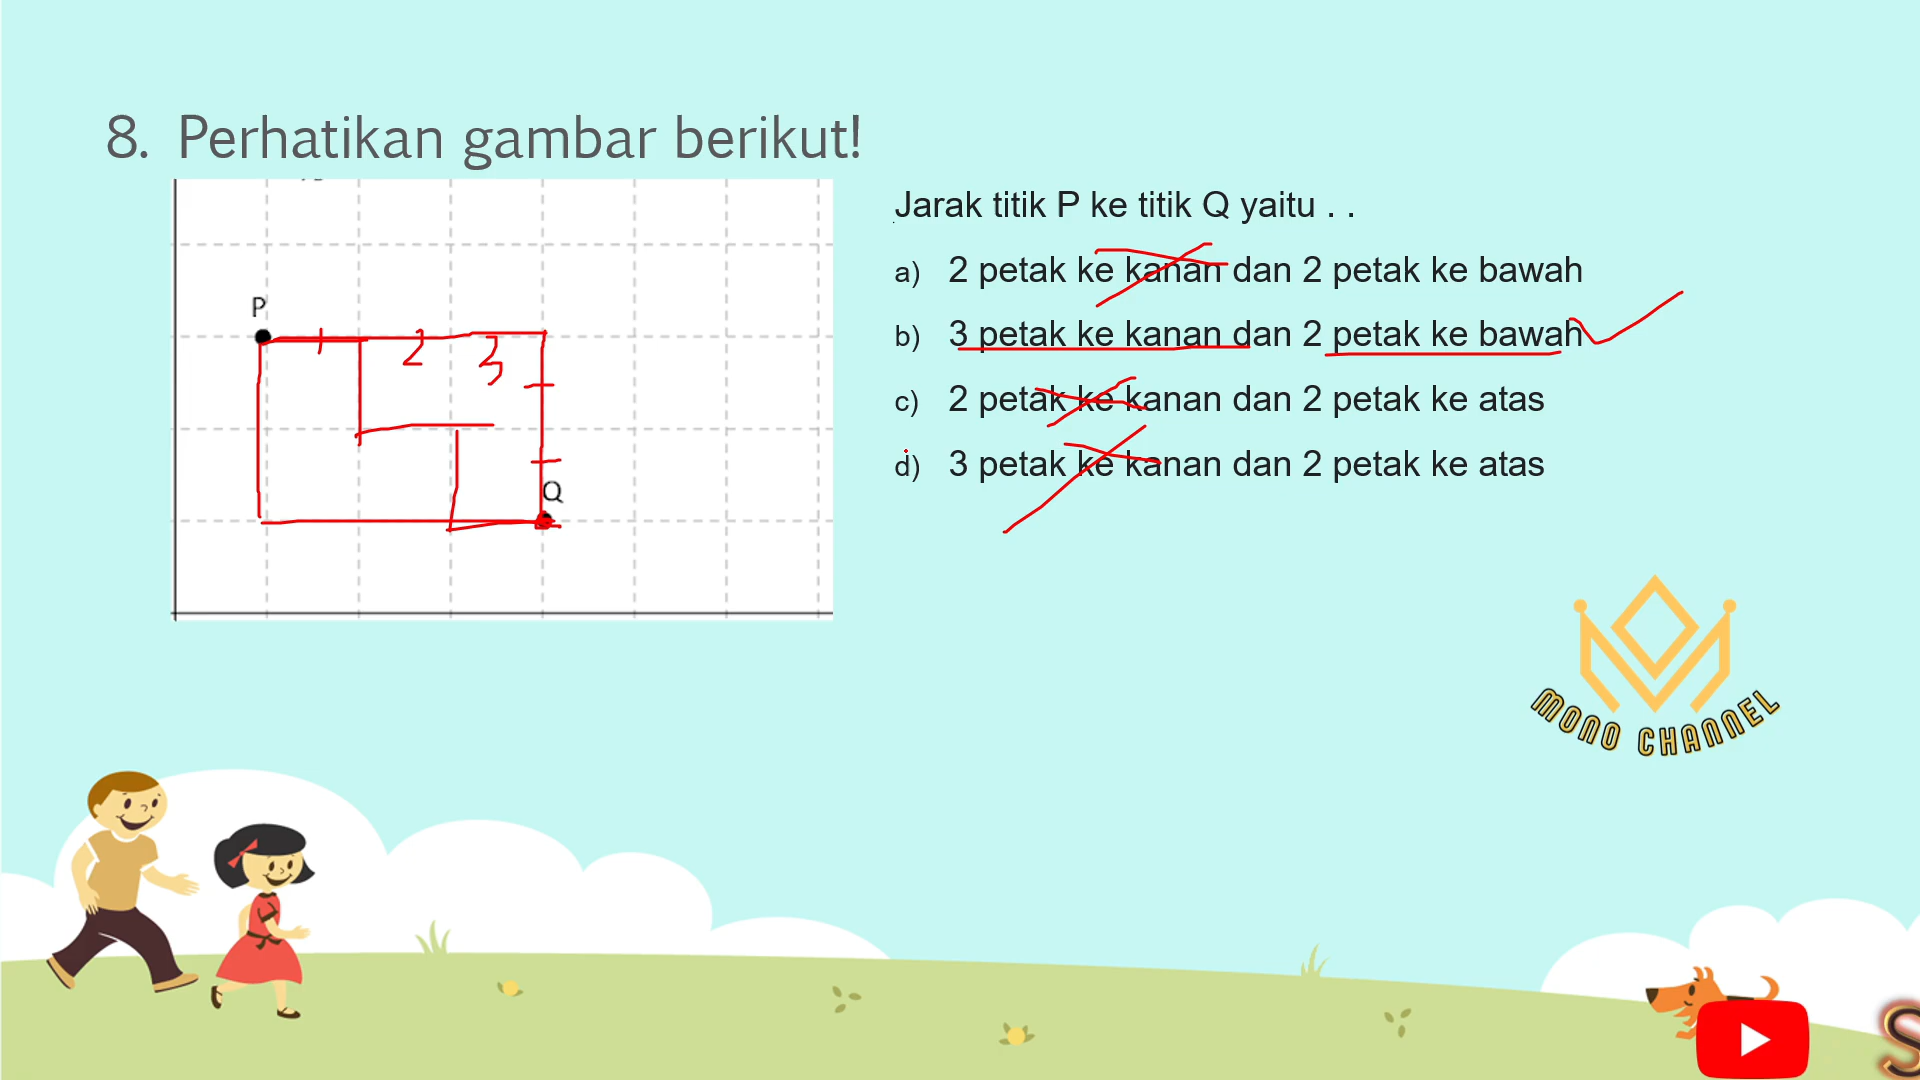 8. Perhatikan gambar berikut!
Jarak titik P ke titik Q yaitu . .
a) 2 petak ke kanan dan 2 petak ke bawah
b) 3 petak ke kanan dan 2 petak ke bawah
c) 2 petak ke kanan dan 2 petak ke atas
d) 3 petak ke kanan dan 2 petak ke atas
P
2 3
Q
MONO CHANNEL
S